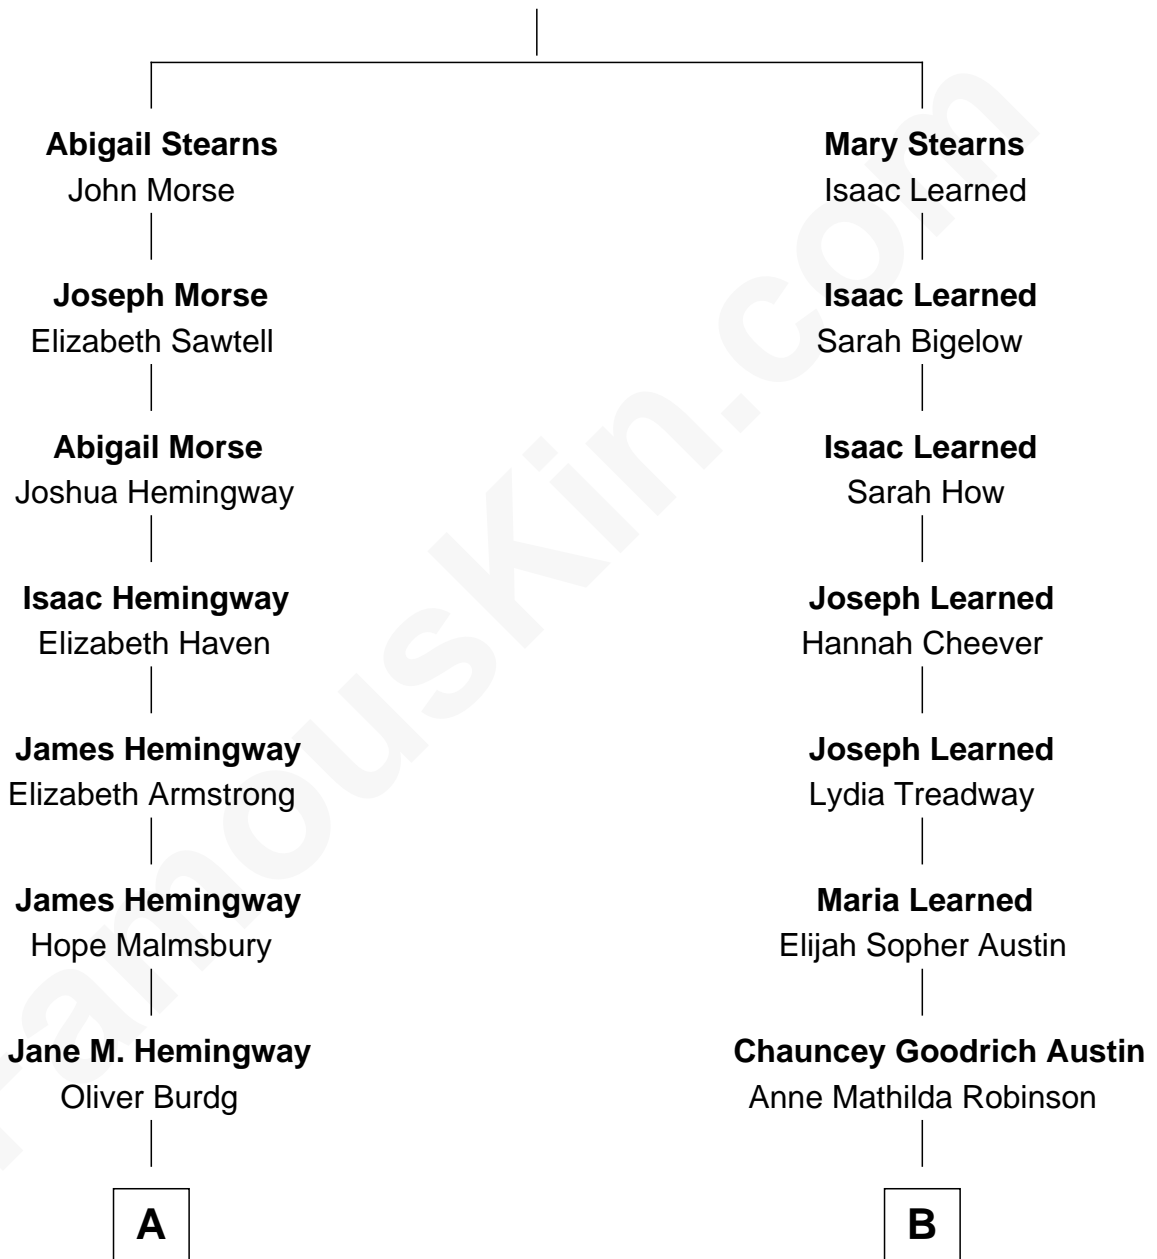 Abigail Stearns
John Morse
Joseph Morse
Elizabeth Sawtell
Abigail Morse
Joshua Hemingway
Isaac Hemingway
Elizabeth Haven
James Hemingway
Elizabeth Armstrong
James Hemingway
Hope Malmsbury
Jane M. Hemingway
Oliver Burdg
A
Mary Stearns
Isaac Learned
Isaac Learned
Sarah Bigelow
Isaac Learned
Sarah How
Joseph Learned
Hannah Cheever
Joseph Learned
Lydia Treadway
Maria Learned
Elijah Sopher Austin
Chauncey Goodrich Austin
Anne Mathilda Robinson
B
FamousKin.com